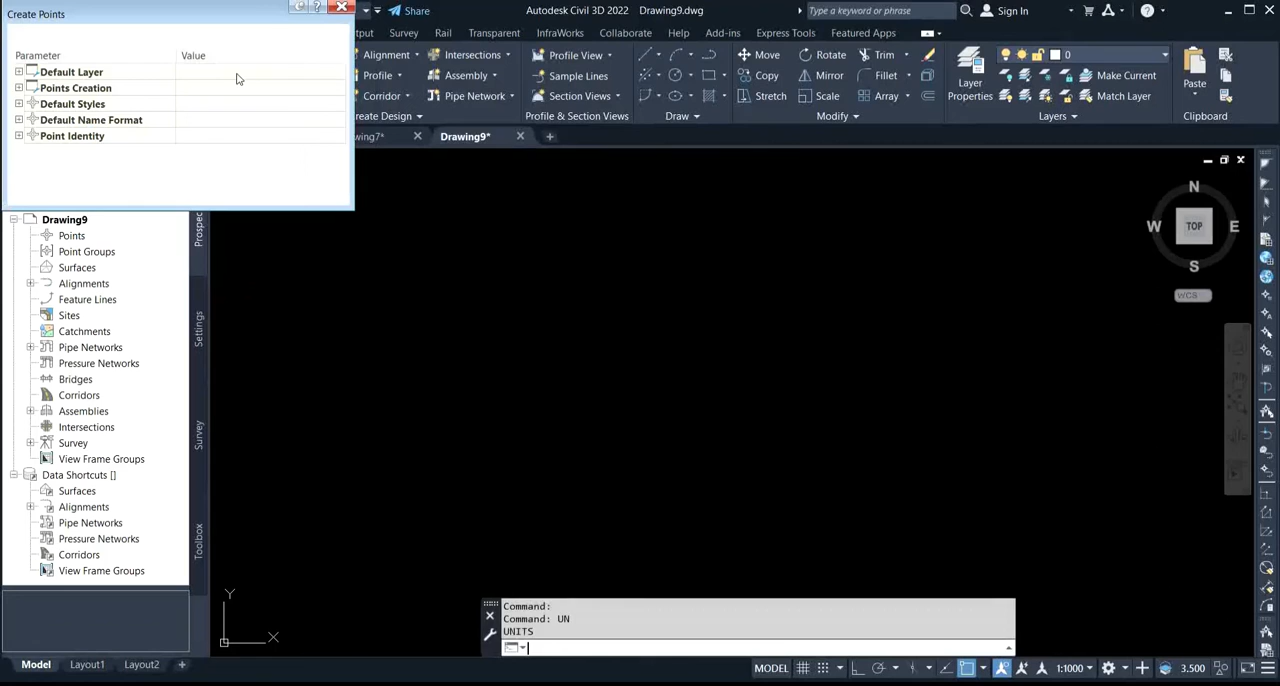 Create Points
Share
Autodesk Civil 3D 2022 Drawing9.dwg
Type a keyword or phrase
Sign In
Parameter Value
Default Layer
Points Creation
Default Styles
Default Name Format
Point Identity
Survey Rail Transparent InfraWorks Collaborate Help Add-ins Express Tools Featured Apps
Alignment Intersections Profile View Move Rotate Trim 0
Profile Assembly Sample Lines Copy Mirror Fillet Make Current
Corridor Pipe Network Section Views Stretch Scale Array Match Layer
Layer Properties
Paste
Profile & Section Views Draw Modify Layers Clipboard
Drawing9*
Drawing9
Points
Point Groups
Surfaces
Alignments
Feature Lines
Sites
Catchments
Pipe Networks
Pressure Networks
Bridges
Corridors
Assemblies
Intersections
Survey
View Frame Groups
Data Shortcuts []
Surfaces
Alignments
Pipe Networks
Pressure Networks
Corridors
View Frame Groups
Settings
Survey
Toolbox
N
W TOP E
S
WCS
Y
X
Command:
Command: UN
UNITS
Model Layout1 Layout2
MODEL 1:1000 3.500